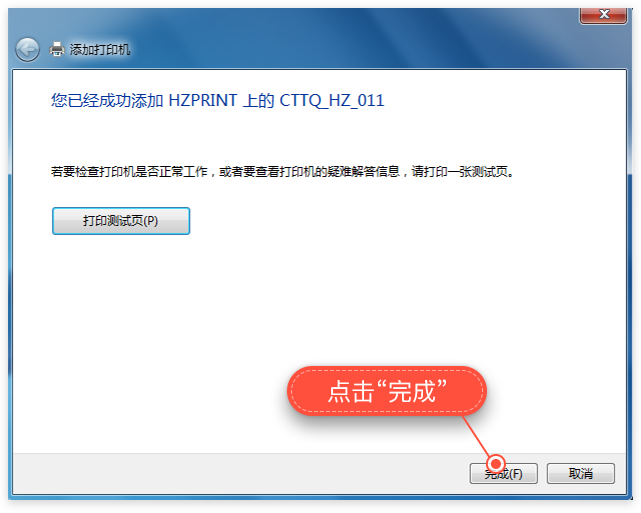 添加打印机
您已经成功添加 HZPRINT 上的 CTTQ_HZ_011
若要检查打印机是否正常工作，或者要查看打印机的疑难解答信息，请打印一张测试页。
打印测试页(P)
点击“完成”
完成(F)
取消